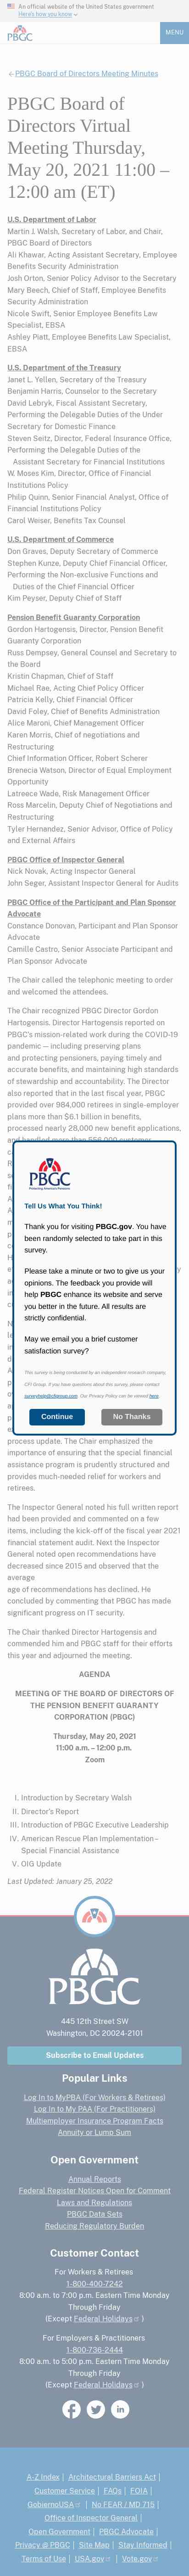 An official website of the United States government
Here's how you know
PBGC
MENU
PBGC Board of Directors Meeting Minutes
PBGC Board of
Directors Virtual
Meeting Thursday,
May 20, 2021 11:00 –
12:00 am (ET)
U.S. Department of Labor
Martin J. Walsh, Secretary of Labor, and Chair,
PBGC Board of Directors
Ali Khawar, Acting Assistant Secretary, Employee
Benefits Security Administration
Josh Orton, Senior Policy Advisor to the Secretary
Mary Beech, Chief of Staff, Employee Benefits
Security Administration
Nicole Swift, Senior Employee Benefits Law
Specialist, EBSA
Ashley Piatt, Employee Benefits Law Specialist,
EBSA
U.S. Department of the Treasury
Janet L. Yellen, Secretary of the Treasury
Benjamin Harris, Counselor to the Secretary
David Lebryk, Fiscal Assistant Secretary,
Performing the Delegable Duties of the Under
Secretary for Domestic Finance
Steven Seitz, Director, Federal Insurance Office,
Performing the Delegable Duties of the
Assistant Secretary for Financial Institutions
W. Moses Kim, Director, Office of Financial
Institutions Policy
Philip Quinn, Senior Financial Analyst, Office of
Financial Institutions Policy
Carol Weiser, Benefits Tax Counsel
U.S. Department of Commerce
Don Graves, Deputy Secretary of Commerce
Stephen Kunze, Deputy Chief Financial Officer,
Performing the Non-exclusive Functions and
Duties of the Chief Financial Officer
Kim Peyser, Deputy Chief of Staff
Pension Benefit Guaranty Corporation
Gordon Hartogensis, Director, Pension Benefit
Guaranty Corporation
Russ Dempsey, General Counsel and Secretary to
the Board
Kristin Chapman, Chief of Staff
Michael Rae, Acting Chief Policy Officer
Patricia Kelly, Chief Financial Officer
David Foley, Chief of Benefits Administration
Alice Maroni, Chief Management Officer
Karen Morris, Chief of negotiations and
Restructuring
Chief Information Officer, Robert Scherer
Brenecia Watson, Director of Equal Employment
Opportunity
Latreece Wade, Risk Management Officer
Ross Marcelin, Deputy Chief of Negotiations and
Restructuring
Tyler Hernandez, Senior Advisor, Office of Policy
and External Affairs
PBGC Office of Inspector General
Nick Novak, Acting Inspector General
John Seger, Assistant Inspector General for Audits
PBGC Office of the Participant and Plan Sponsor
Advocate
Constance Donovan, Participant and Plan Sponsor
Advocate
Camille Castro, Senior Associate Participant and
Plan Sponsor Advocate
The Chair called the telephonic meeting to order
and welcomed the attendees.
The Chair recognized PBGC Director Gordon
Hartogensis. Director Hartogensis reported on
PBGC's mission-related work amid the COVID-19
pandemic — including preserving plans
and protecting pensions, paying timely and
accurate benefits, and maintaining high standards
of stewardship and accountability. The Director
also reported that in the last fiscal year, PBGC
provided over 984,000 retirees in single-employer
plans more than $6.1 billion in benefits,
processed nearly 28,000 new benefit applications,
PBGC
Tell Us What You Think!
Thank you for visiting PBGC.gov. You have
been randomly selected to take part in this
survey.
Please take a minute or two to give us your
opinions. The feedback you provide will
help PBGC enhance its website and serve
you better in the future. All results are
strictly confidential.
May we email you a brief customer
satisfaction survey?
This survey is being conducted by an independent research company,
CFI Group. If you have questions about this survey, please contact
surveyhelp@cfigroup.com. Our Privacy Policy can be viewed here.
Continue
No Thanks
process update. The Chair emphasized the
importance of ensuring that the special financial
assistance program is structured thoughtfully and
provides much-needed relief for workers and
retirees.
The Inspector General noted his full written report
and highlighted comments on a few
items, including the kick-off of the fiscal year 2021
financial statement audit. Next the Inspector
General noted open recommendations have
decreased since 2015 and observed that the
average
age of recommendations declined. He concluded
by complimenting that PBGC has made significant
progress on IT security.
The Chair thanked Director Hartogensis and
commended him and PBGC staff for their efforts
this year and adjourned the meeting.
AGENDA
MEETING OF THE BOARD OF DIRECTORS OF
THE PENSION BENEFIT GUARANTY
CORPORATION (PBGC)
Thursday, May 20, 2021
11:00 a.m. – 12:00 p.m.
Zoom
I. Introduction by Secretary Walsh
II. Director's Report
III. Introduction of PBGC Executive Leadership
IV. American Rescue Plan Implementation –
Special Financial Assistance
V. OIG Update
Last Updated: January 25, 2022
PBGC
445 12th Street SW
Washington, DC 20024-2101
Subscribe to Email Updates
Popular Links
Log In to MyPBA (For Workers & Retirees)
Log In to My PAA (For Practitioners)
Multiemployer Insurance Program Facts
Annuity or Lump Sum
Open Government
Annual Reports
Federal Register Notices Open for Comment
Laws and Regulations
PBGC Data Sets
Reducing Regulatory Burden
Customer Contact
For Workers & Retirees
1-800-400-7242
8:00 a.m. to 7:00 p.m. Eastern Time Monday
Through Friday
(Except Federal Holidays )
For Employers & Practitioners
1-800-736-2444
8:00 a.m. to 5:00 p.m. Eastern Time Monday
Through Friday
(Except Federal Holidays )
A-Z Index | Architectural Barriers Act |
Customer Service | FAQs | FOIA |
GobiernoUSA | No FEAR / MD 715 |
Office of Inspector General |
Open Government | PBGC Advocate |
Privacy @ PBGC | Site Map | Stay Informed |
Terms of Use | USA.gov | Vote.gov